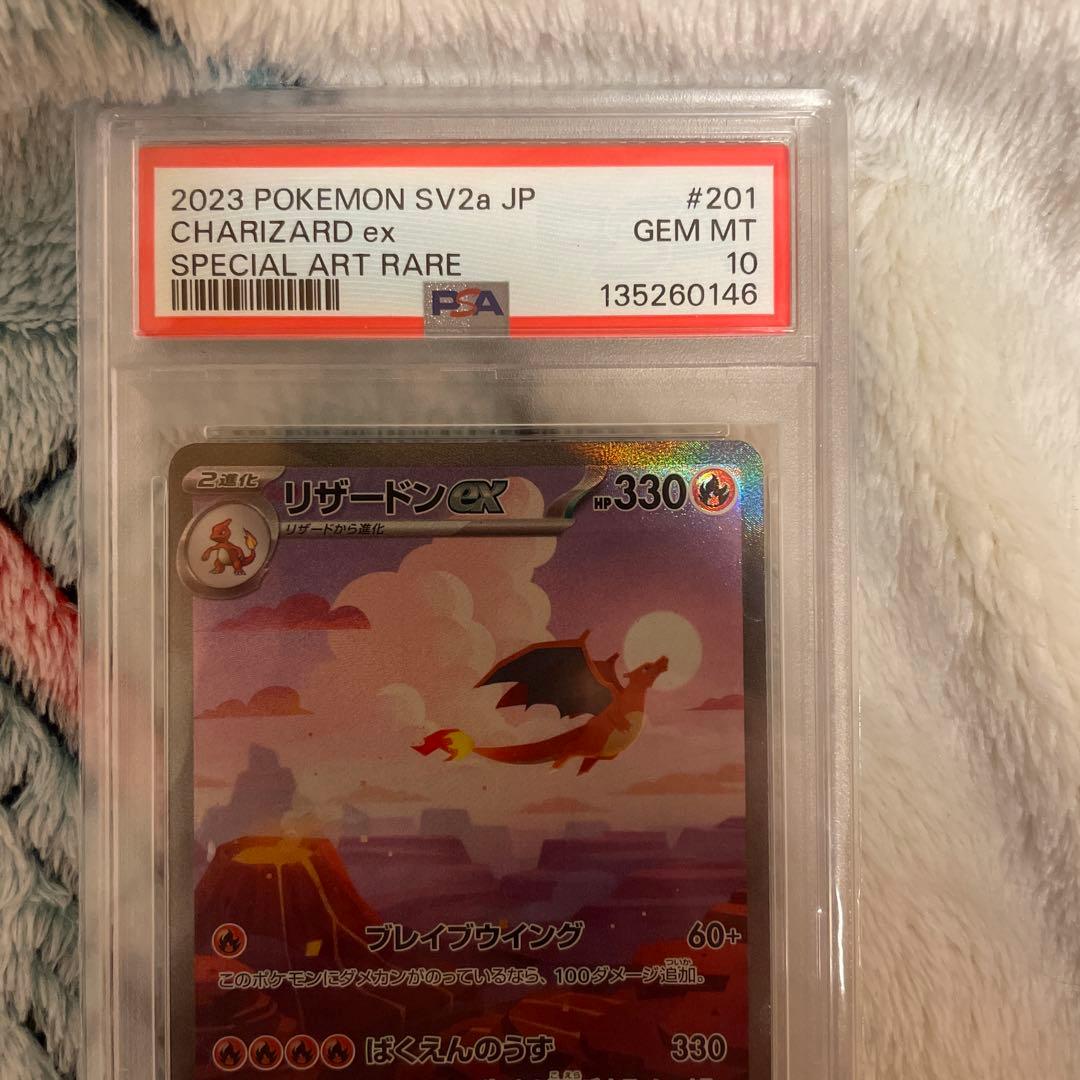 2023 POKEMON SV2a JP #201
CHARIZARD ex GEM MT
SPECIAL ART RARE 10
PSA 135260146
2進化 リザードンex HP330
リザードから進化
ブレイブウイング 60+
このポケモンにダメカンがのっているなら、100ダメージ追加。
ついか
ばくえんのうず 330